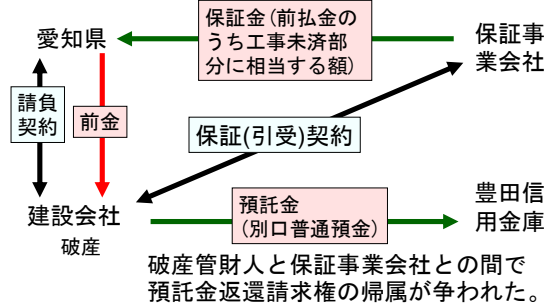 保証金(前払金の
うち工事未済部
分に相当する額)
愛知県
保証事
業会社
請負
契約
前金
保証(引受)契約
建設会社
破産
預託金
(別口普通預金)
豊田信
用金庫
破産管財人と保証事業会社との間で
預託金返還請求権の帰属が争われた。